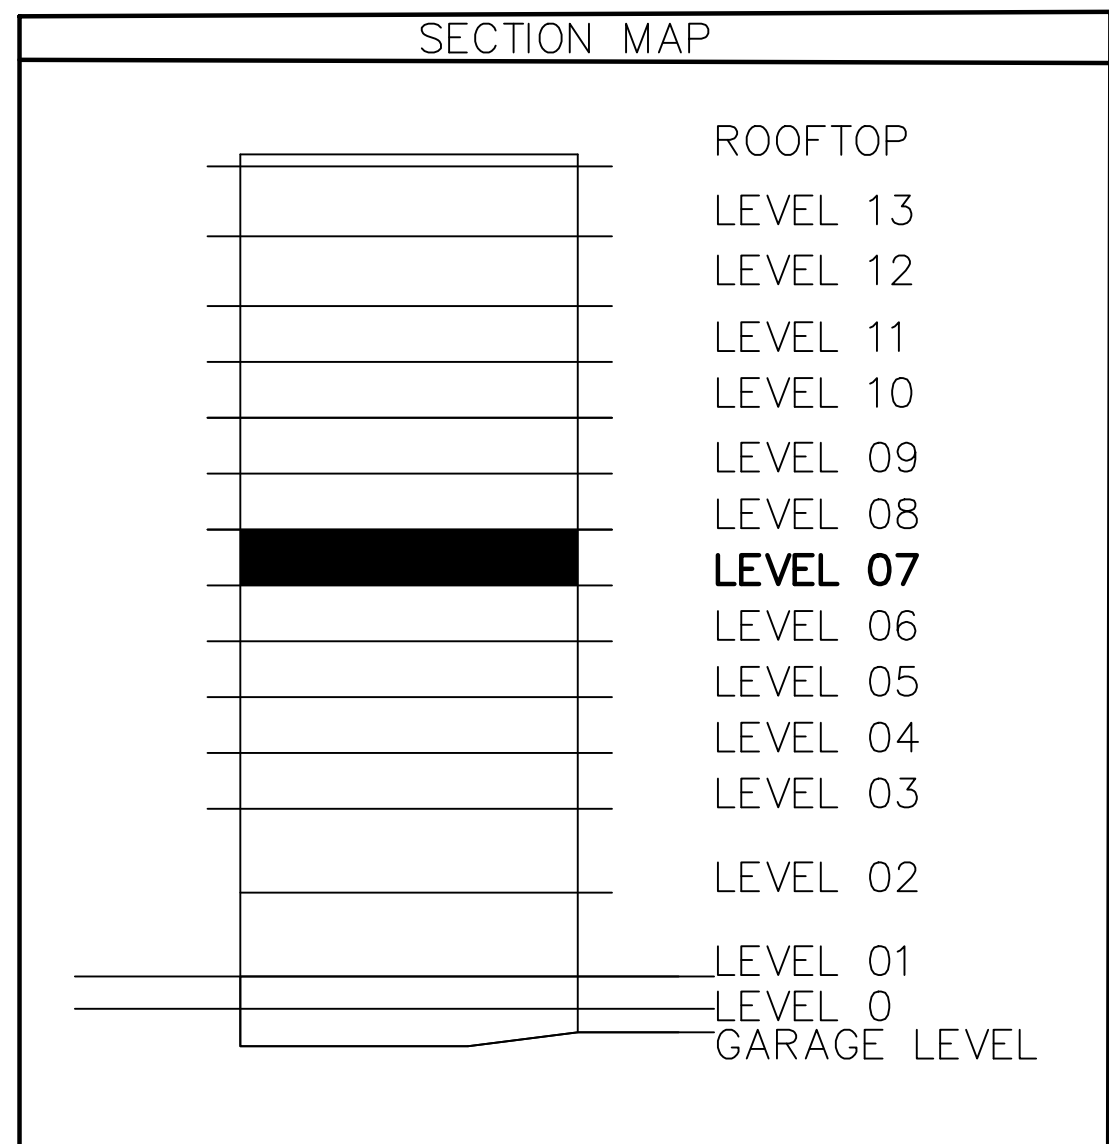 SECTION MAP
ROOFTOP
LEVEL 13
LEVEL 12
LEVEL 11
LEVEL 10
LEVEL 09
LEVEL 08
LEVEL 07
LEVEL 06
LEVEL 05
LEVEL 04
LEVEL 03
LEVEL 02
LEVEL 01
LEVEL 0
GARAGE LEVEL